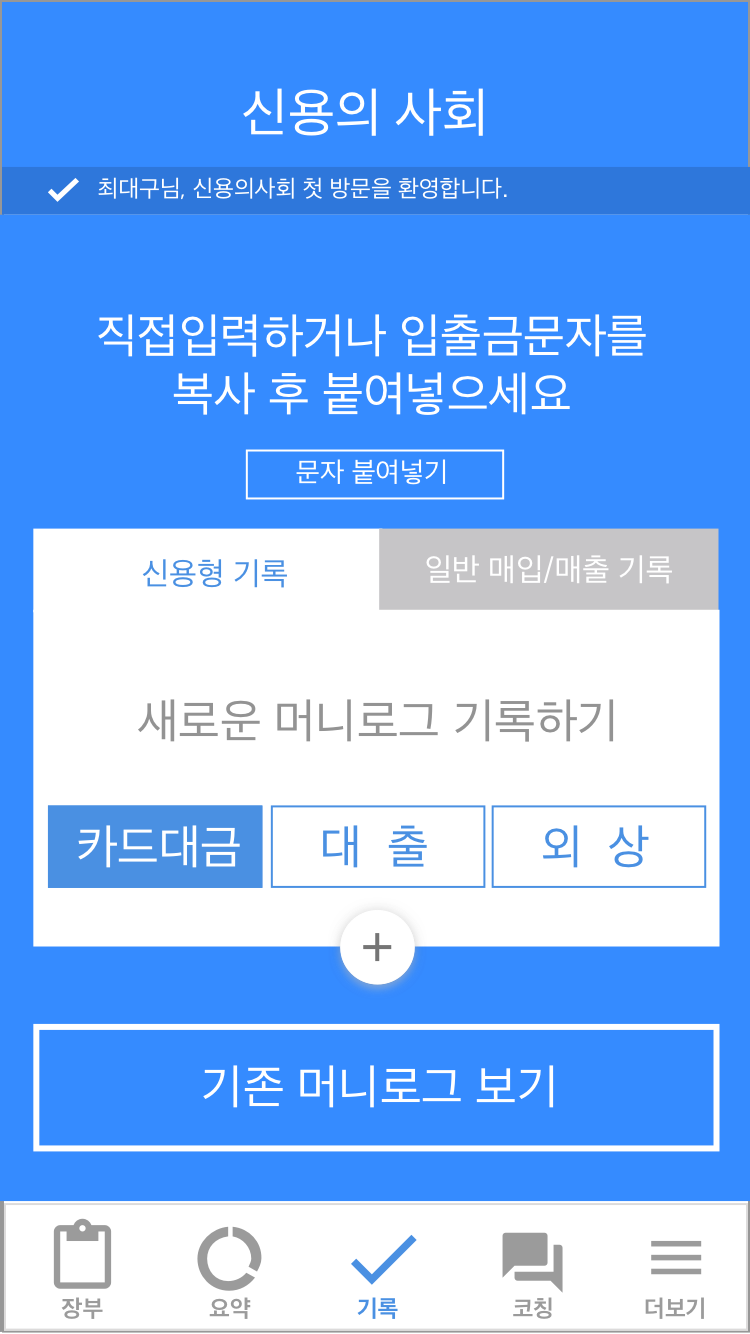 신용의 사회
최대구님, 신용의사회 첫 방문을 환영합니다.
직접입력하거나 입출금문자를
복사 후 붙여넣으세요
문자 붙여넣기
신용형 기록
일반 매입/매출 기록
새로운 머니로그 기록하기
카드대금
대 출
외 상
+
기존 머니로그 보기
장부
요약
기록
코칭
더보기